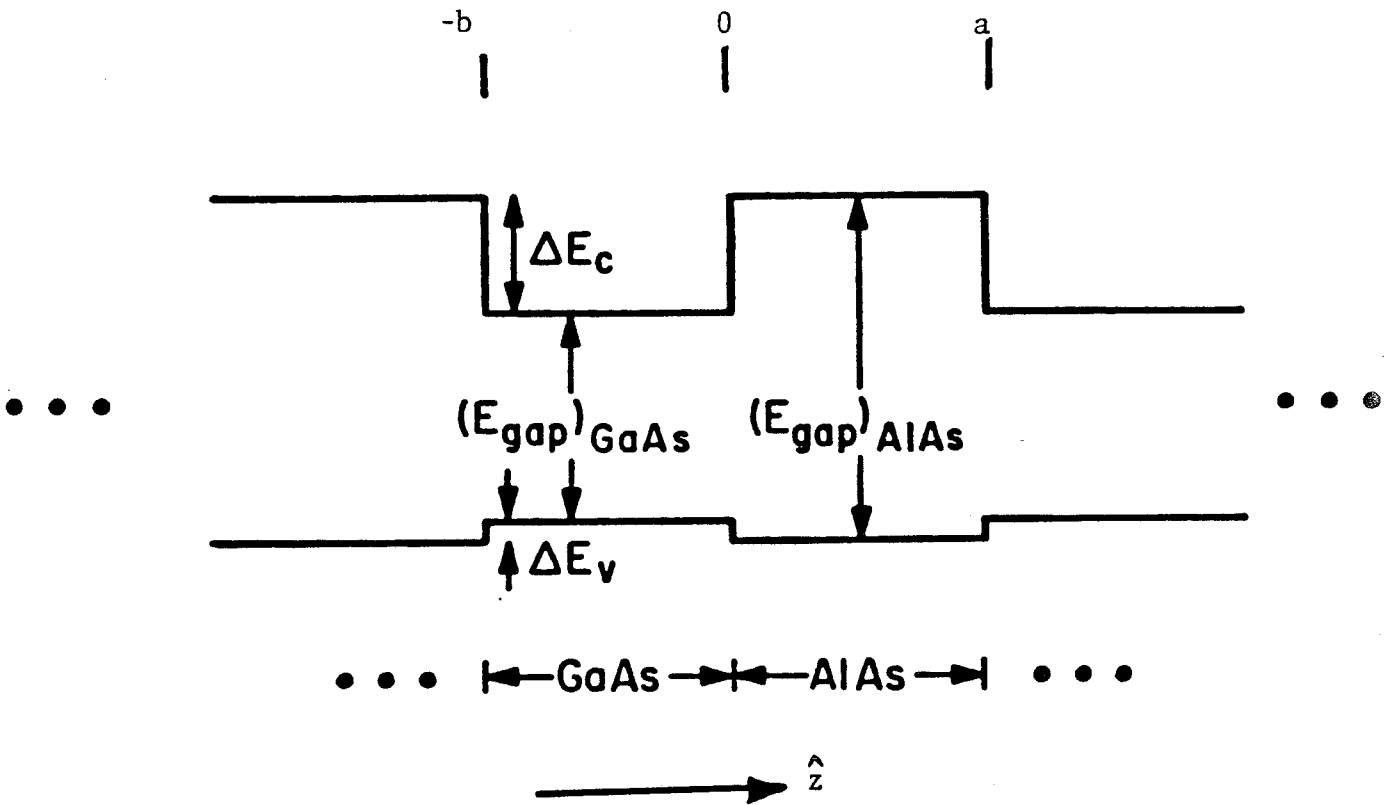 -b 0 a
ΔEc
(Egap)GaAs (Egap)AlAs
ΔEv
... ...
... GaAs AlAs ...
ẑ